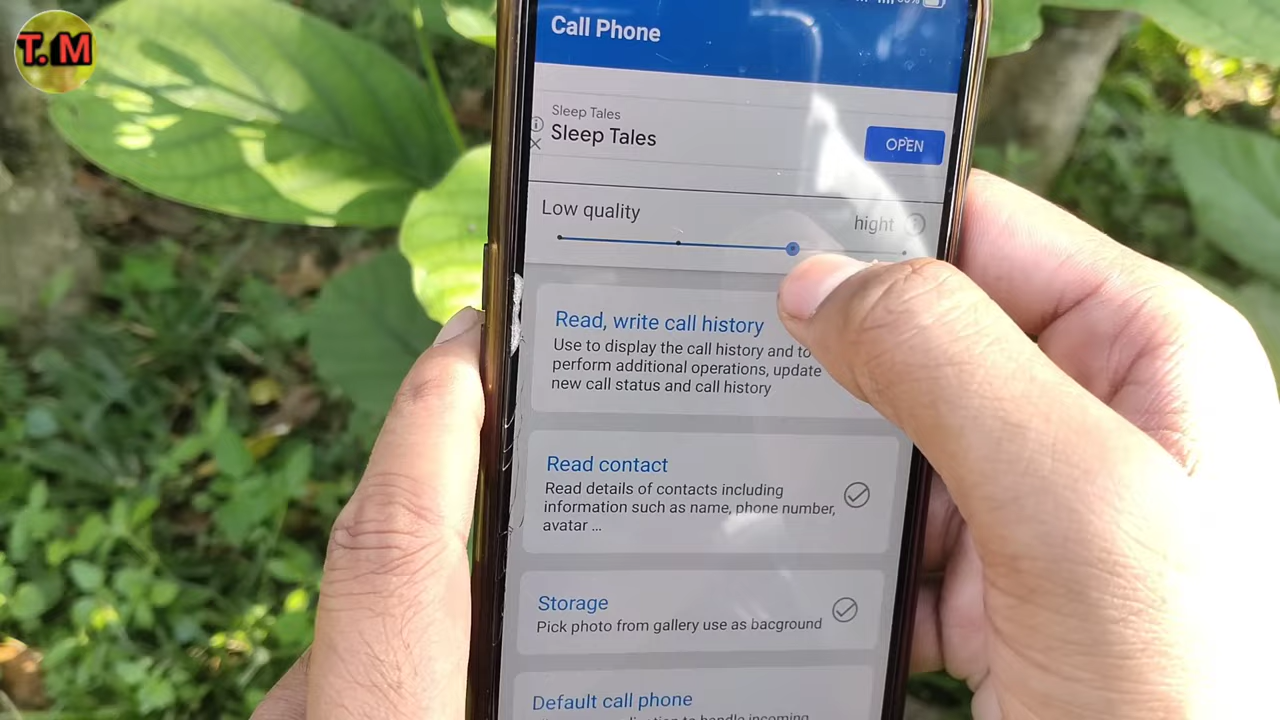 T.M
Call Phone
Sleep Tales
Sleep Tales
OPEN
Low quality
hight
Read, write call history
Use to display the call history and to
perform additional operations, update
new call status and call history
Read contact
Read details of contacts including
information such as name, phone number,
avatar ...
Storage
Pick photo from gallery use as bacground
Default call phone